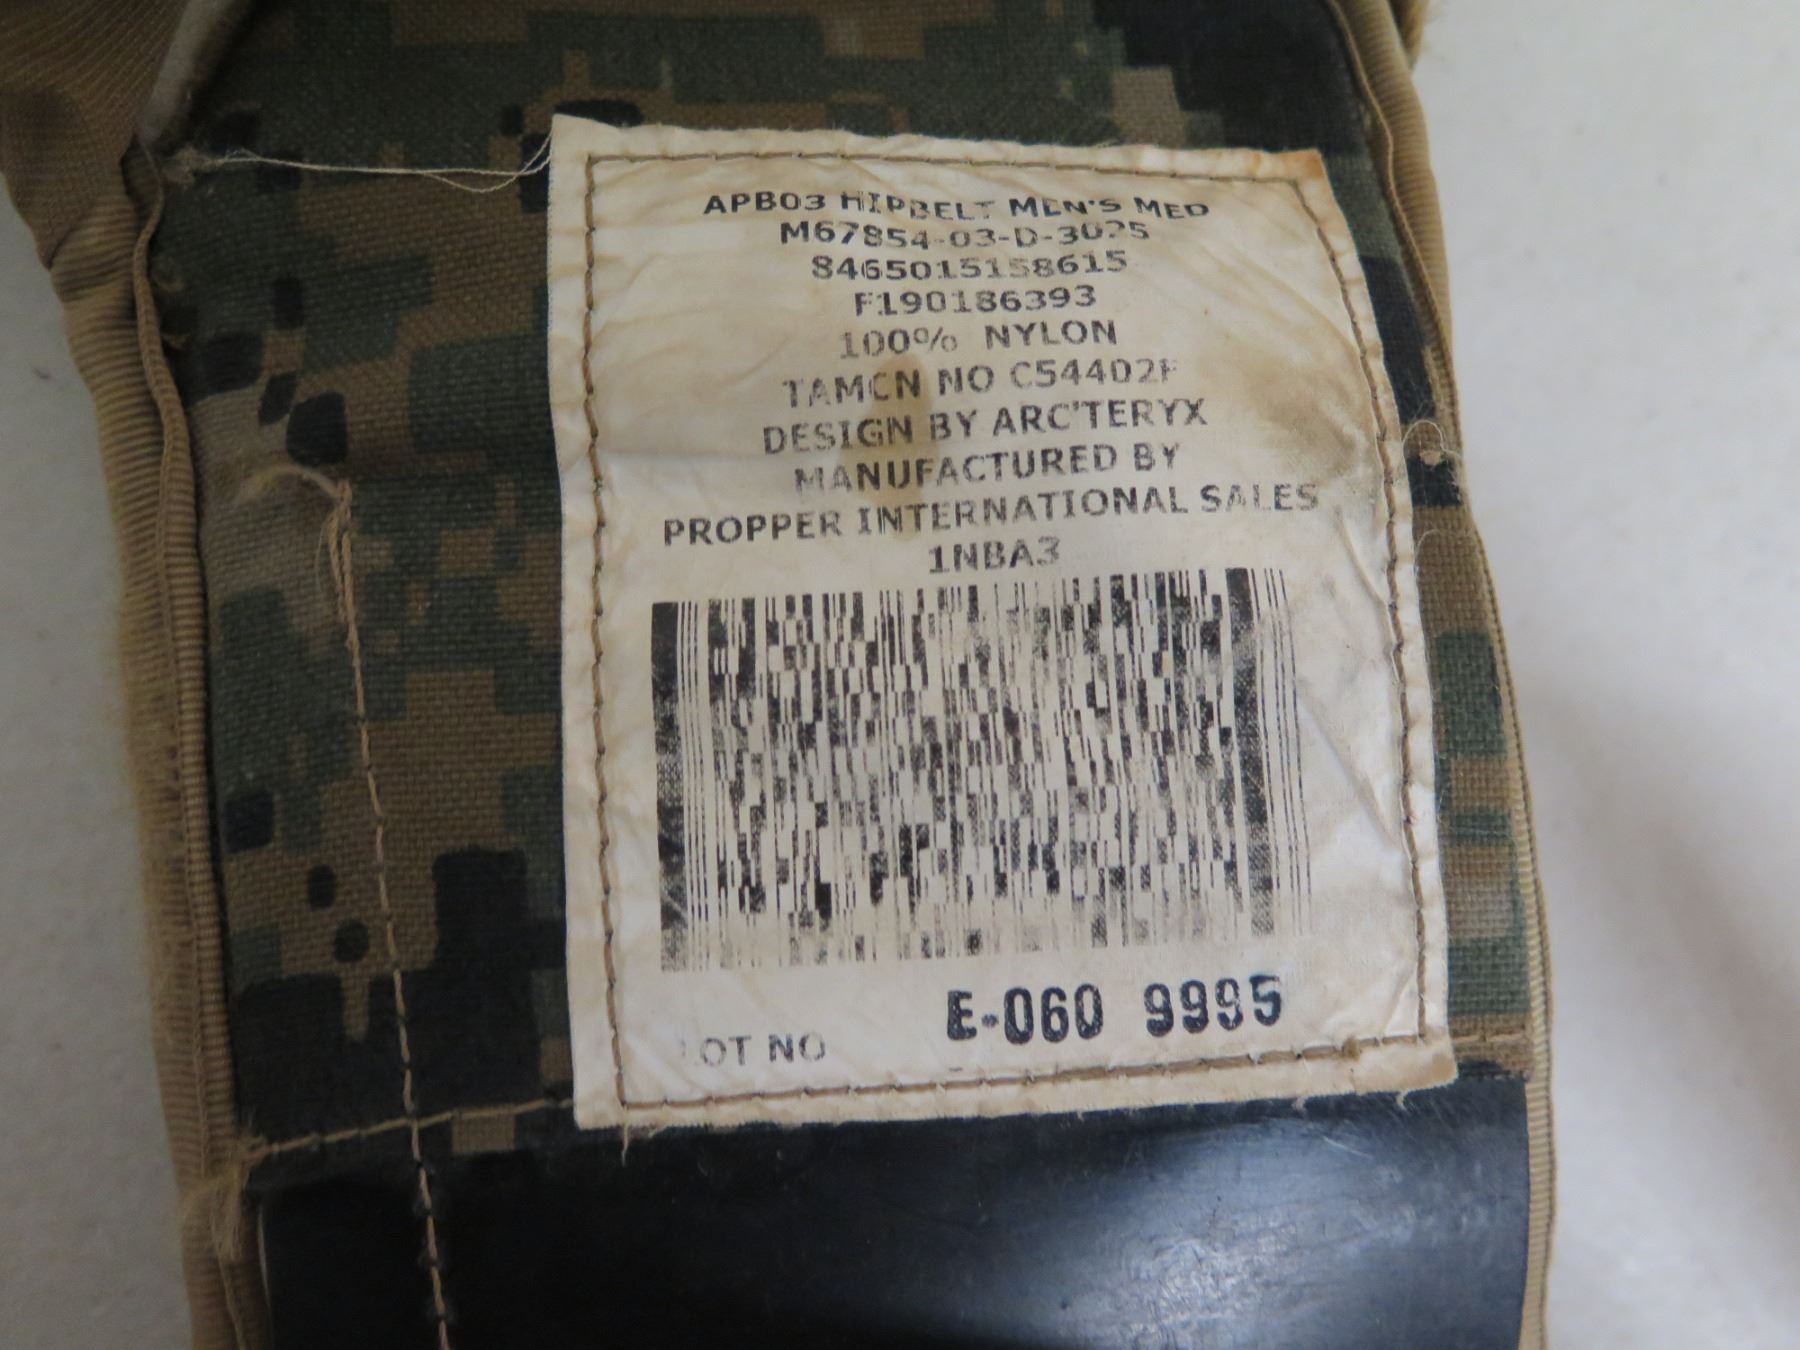 APB03 HIPBELT MEN'S MED
M67854-03-D-3025
8465015158615
F190186393
100% NYLON
TAMCN NO C54402F
DESIGN BY ARC'TERYX
MANUFACTURED BY
PROPPER INTERNATIONAL SALES
1NBA3
E-060 9995
LOT NO